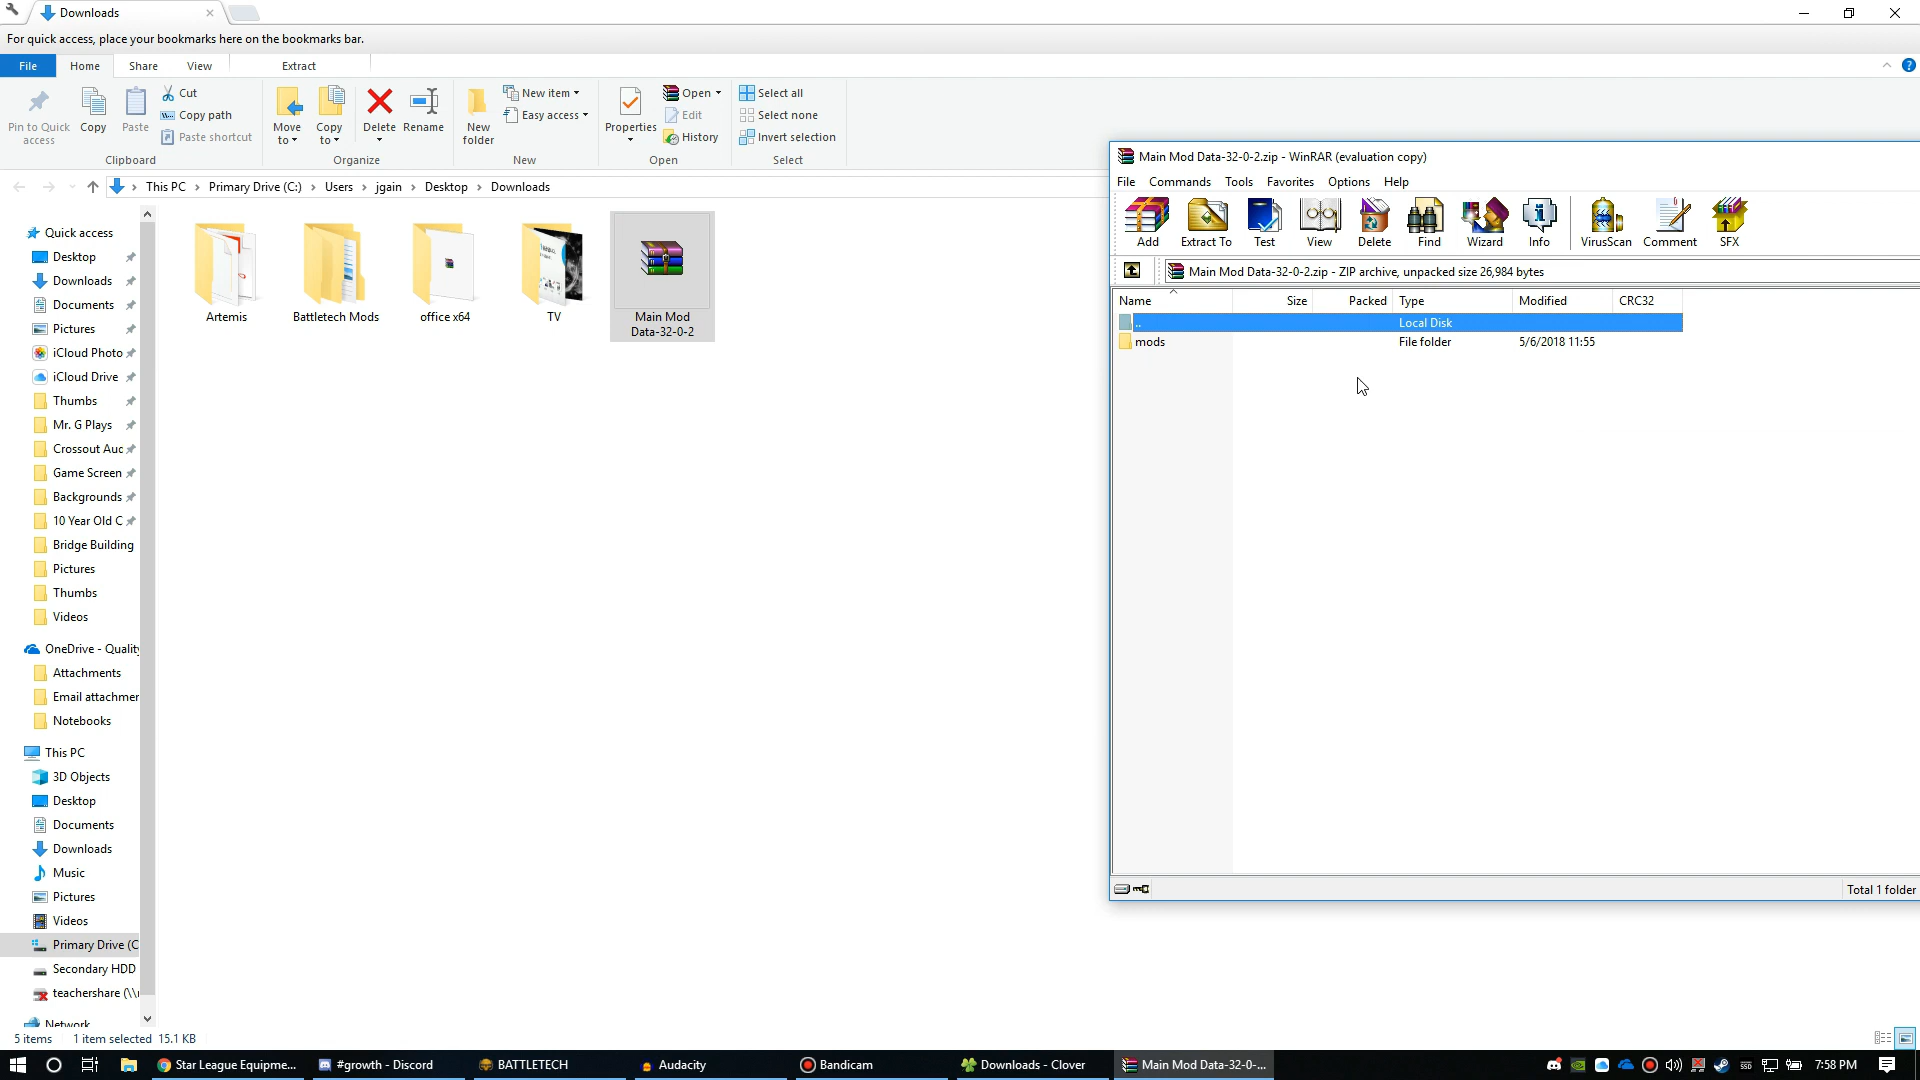 Downloads
For quick access, place your bookmarks here on the bookmarks bar.
File
Home
Share
View
Extract
Pin to Quick access
Copy
Paste
Cut
Copy path
Paste shortcut
Clipboard
Move to
Copy to
Delete
Rename
Organize
New folder
New item
Easy access
New
Properties
Open
Edit
History
Open
Select all
Select none
Invert selection
Select
This PC > Primary Drive (C:) > Users > jgain > Desktop > Downloads
Quick access
Desktop
Downloads
Documents
Pictures
iCloud Photo
iCloud Drive
Thumbs
Mr. G Plays
Crossout Auc
Game Screen
Backgrounds
10 Year Old C
Bridge Building
Pictures
Thumbs
Videos
OneDrive - Quality
Attachments
Email attachmen
Notebooks
This PC
3D Objects
Desktop
Documents
Downloads
Music
Pictures
Videos
Primary Drive (C
Secondary HDD
teachershare (\\
Network
Artemis
Battletech Mods
office x64
TV
Main Mod
Data-32-0-2
Main Mod Data-32-0-2.zip - WinRAR (evaluation copy)
File Commands Tools Favorites Options Help
Add
Extract To
Test
View
Delete
Find
Wizard
Info
VirusScan
Comment
SFX
Main Mod Data-32-0-2.zip - ZIP archive, unpacked size 26,984 bytes
Name Size Packed Type Modified CRC32
.. Local Disk
mods File folder 5/6/2018 11:55
Total 1 folder
5 items 1 item selected 15.1 KB
Star League Equipme...
#growth - Discord
BATTLETECH
Audacity
Bandicam
Downloads - Clover
Main Mod Data-32-0-...
7:58 PM